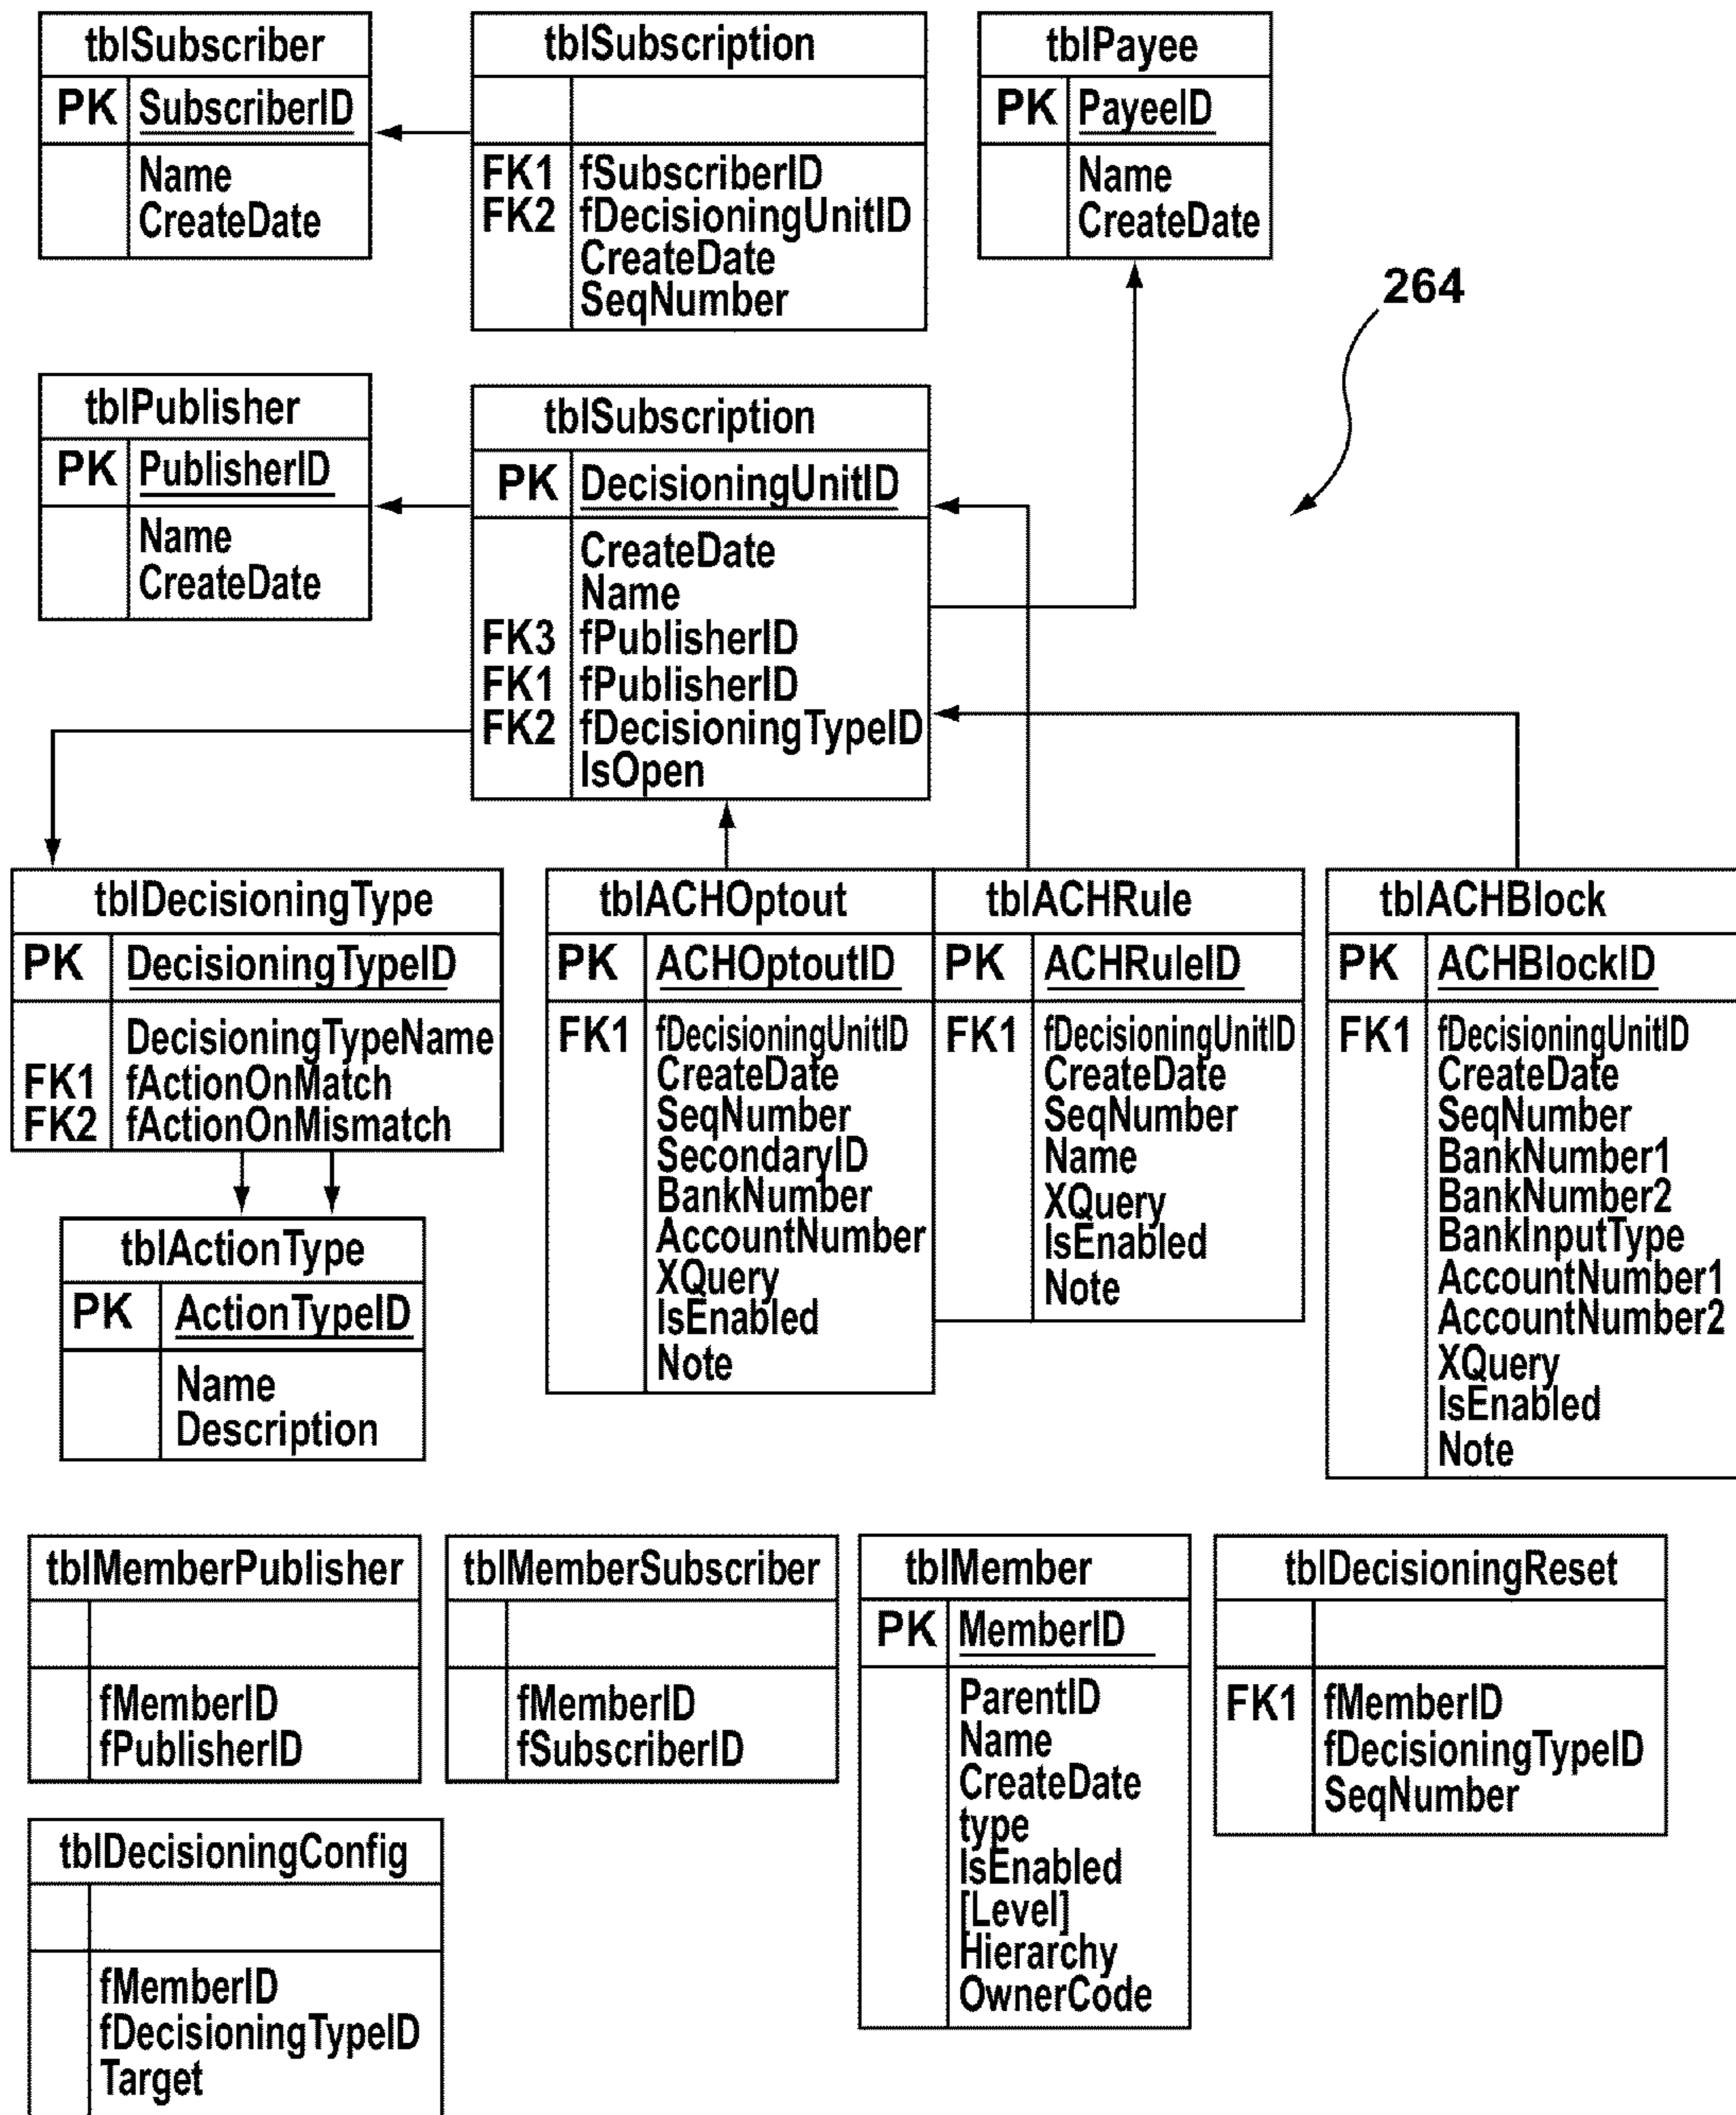 tblSubscriber
PK SubscriberID
Name
CreateDate
tblSubscription
FK1 fSubscriberID
FK2 fDecisioningUnitID
CreateDate
SeqNumber
tblPayee
PK PayeeID
Name
CreateDate
264
tblPublisher
PK PublisherID
Name
CreateDate
tblSubscription
PK DecisioningUnitID
CreateDate
Name
FK3 fPublisherID
FK1 fPublisherID
FK2 fDecisioningTypeID
IsOpen
tblDecisioningType
PK DecisioningTypeID
DecisioningTypeName
FK1 fActionOnMatch
FK2 fActionOnMismatch
tblACHOptout
PK ACHOptoutID
FK1 fDecisioningUnitID
CreateDate
SeqNumber
SecondaryID
BankNumber
AccountNumber
XQuery
IsEnabled
Note
tblACHRule
PK ACHRuleID
FK1 fDecisioningUnitID
CreateDate
SeqNumber
Name
XQuery
IsEnabled
Note
tblACHBlock
PK ACHBlockID
FK1 fDecisioningUnitID
CreateDate
SeqNumber
BankNumber1
BankNumber2
BankInputType
AccountNumber1
AccountNumber2
XQuery
IsEnabled
Note
tblActionType
PK ActionTypeID
Name
Description
tblMemberPublisher
fMemberID
fPublisherID
tblMemberSubscriber
fMemberID
fSubscriberID
tblMember
PK MemberID
ParentID
Name
CreateDate
type
IsEnabled
[Level]
Hierarchy
OwnerCode
tblDecisioningReset
FK1 fMemberID
fDecisioningTypeID
SeqNumber
tblDecisioningConfig
fMemberID
fDecisioningTypeID
Target